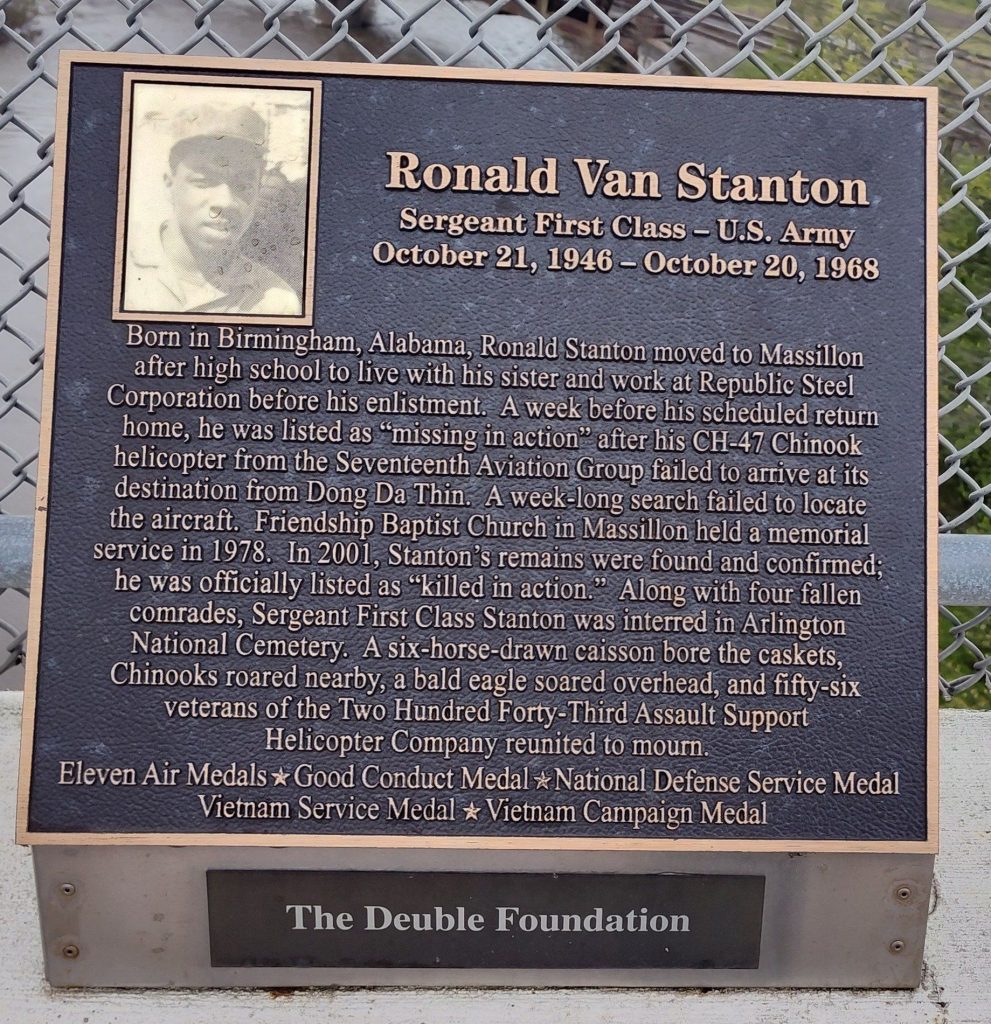 Ronald Van Stanton
Sergeant First Class – U.S. Army
October 21, 1946 – October 20, 1968
Born in Birmingham, Alabama, Ronald Stanton moved to Massillon
after high school to live with his sister and work at Republic Steel
Corporation before his enlistment. A week before his scheduled return
home, he was listed as “missing in action” after his CH-47 Chinook
helicopter from the Seventeenth Aviation Group failed to arrive at its
destination from Dong Da Thin. A week-long search failed to locate
the aircraft. Friendship Baptist Church in Massillon held a memorial
service in 1978. In 2001, Stanton’s remains were found and confirmed;
he was officially listed as “killed in action.” Along with four fallen
comrades, Sergeant First Class Stanton was interred in Arlington
National Cemetery. A six-horse-drawn caisson bore the caskets,
Chinooks roared nearby, a bald eagle soared overhead, and fifty-six
veterans of the Two Hundred Forty-Third Assault Support
Helicopter Company reunited to mourn.
Eleven Air Medals ★ Good Conduct Medal ★ National Defense Service Medal
Vietnam Service Medal ★ Vietnam Campaign Medal
The Deuble Foundation